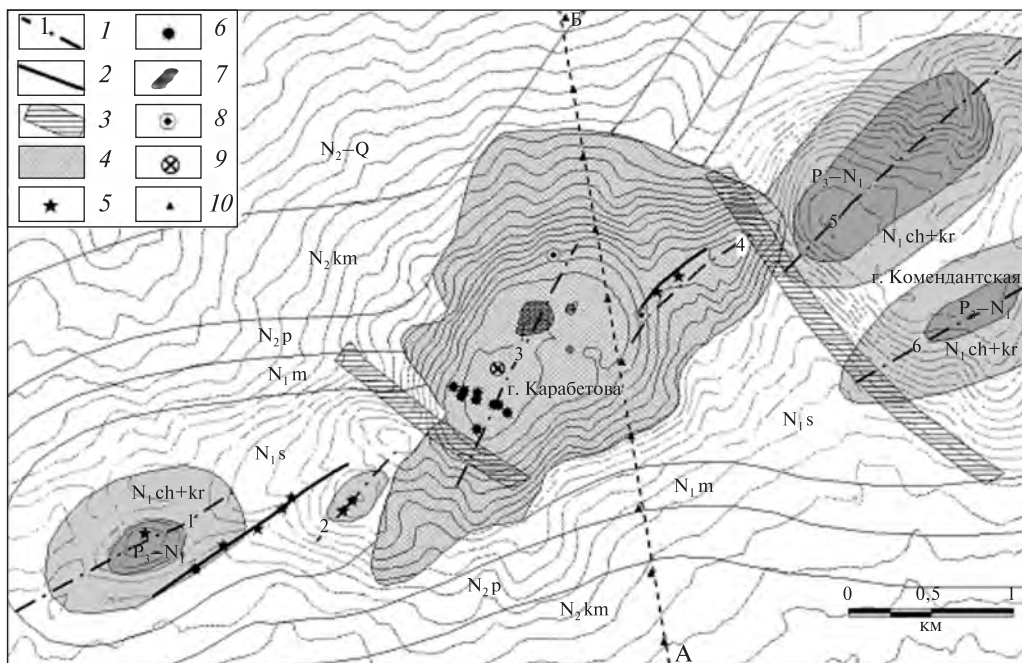 1 1 6
2 7
3 8
4 9
5 10
Б
N₂–Q
P₃–N₁
5
N₁ch+kr
4
г. Комендантская
N₂km
P₃–N₁
N₂p
6 N₁ch+kr
N₁m
3
г. Карабетова
N₁s
N₁s
N₁m
N₁ch+kr
1
2
P₃–N₁
N₂p
N₂km
0 0,5 1
км
А